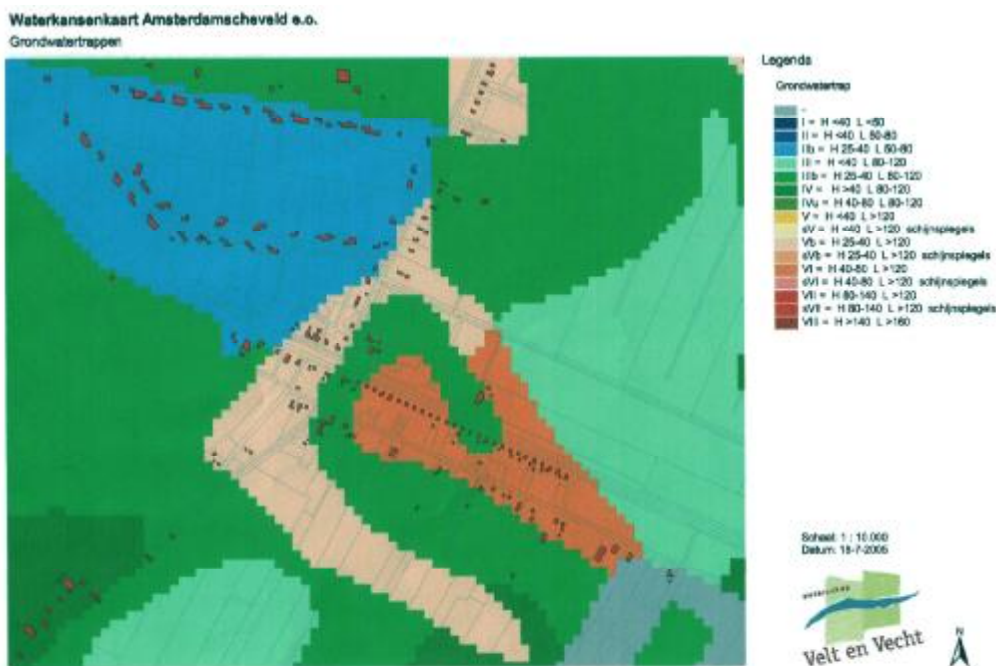 Waterkansenkaart Amsterdamscheveld e.o.
Grondwatertrappen
Legenda
Grondwatertrap
-
I = H <40 L <50
II = H <40 L 50-80
IIb = H 25-40 L 50-80
III = H <40 L 80-120
IIIb = H 25-40 L 80-120
IV = H >40 L 80-120
IVu = H 40-80 L 80-120
V = H <40 L >120
sV = H <40 L >120 schijnspiegels
Vb = H 25-40 L >120
sVb = H 25-40 L >120 schijnspiegels
VI = H 40-80 L >120
sVI = H 40-80 L >120 schijnspiegels
VII = H 80-140 L >120
sVII = H 80-140 L >120 schijnspiegels
VIII = H >140 L >160
Schaal: 1 : 10.000
Datum: 18-7-2005
waterschap
Velt en Vecht
N